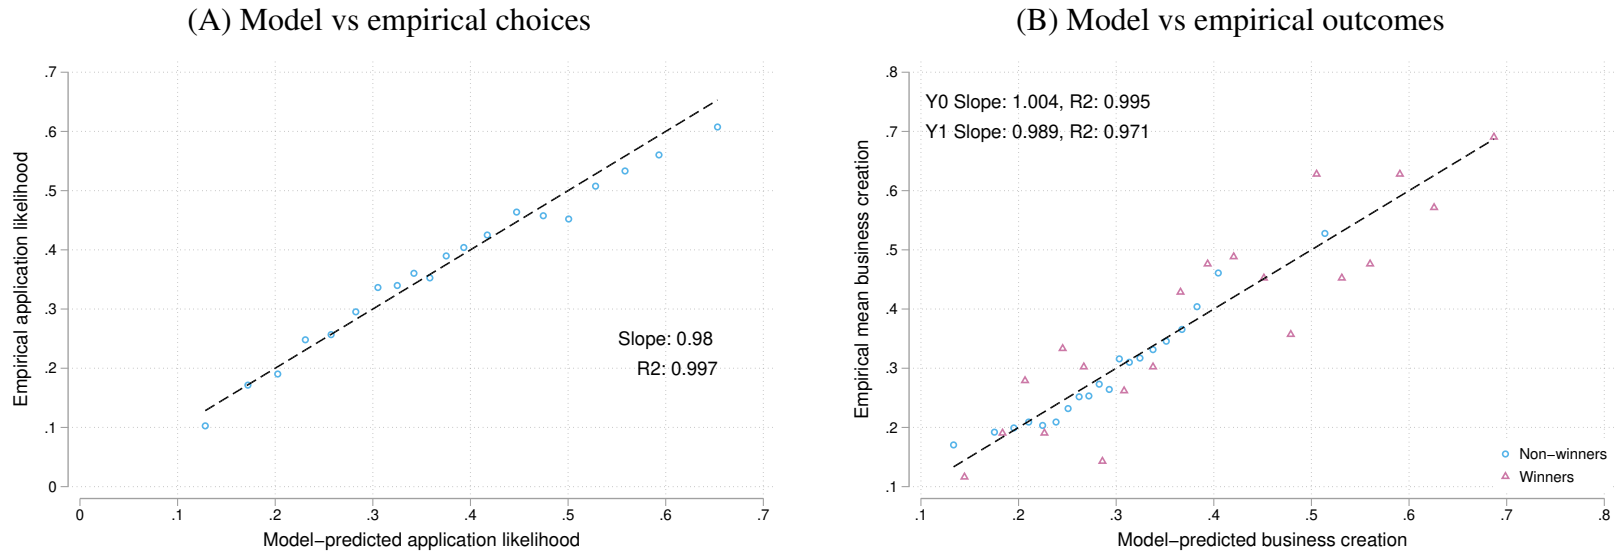 (A) Model vs empirical choices
.7
.6
.5
.4
.3
.2
.1
0
Empirical application likelihood
Slope: 0.98
R2: 0.997
0 .1 .2 .3 .4 .5 .6 .7
Model−predicted application likelihood
(B) Model vs empirical outcomes
.8
.7
.6
.5
.4
.3
.2
.1
Empirical mean business creation
Y0 Slope: 1.004, R2: 0.995
Y1 Slope: 0.989, R2: 0.971
Non−winners
Winners
.1 .2 .3 .4 .5 .6 .7 .8
Model−predicted business creation